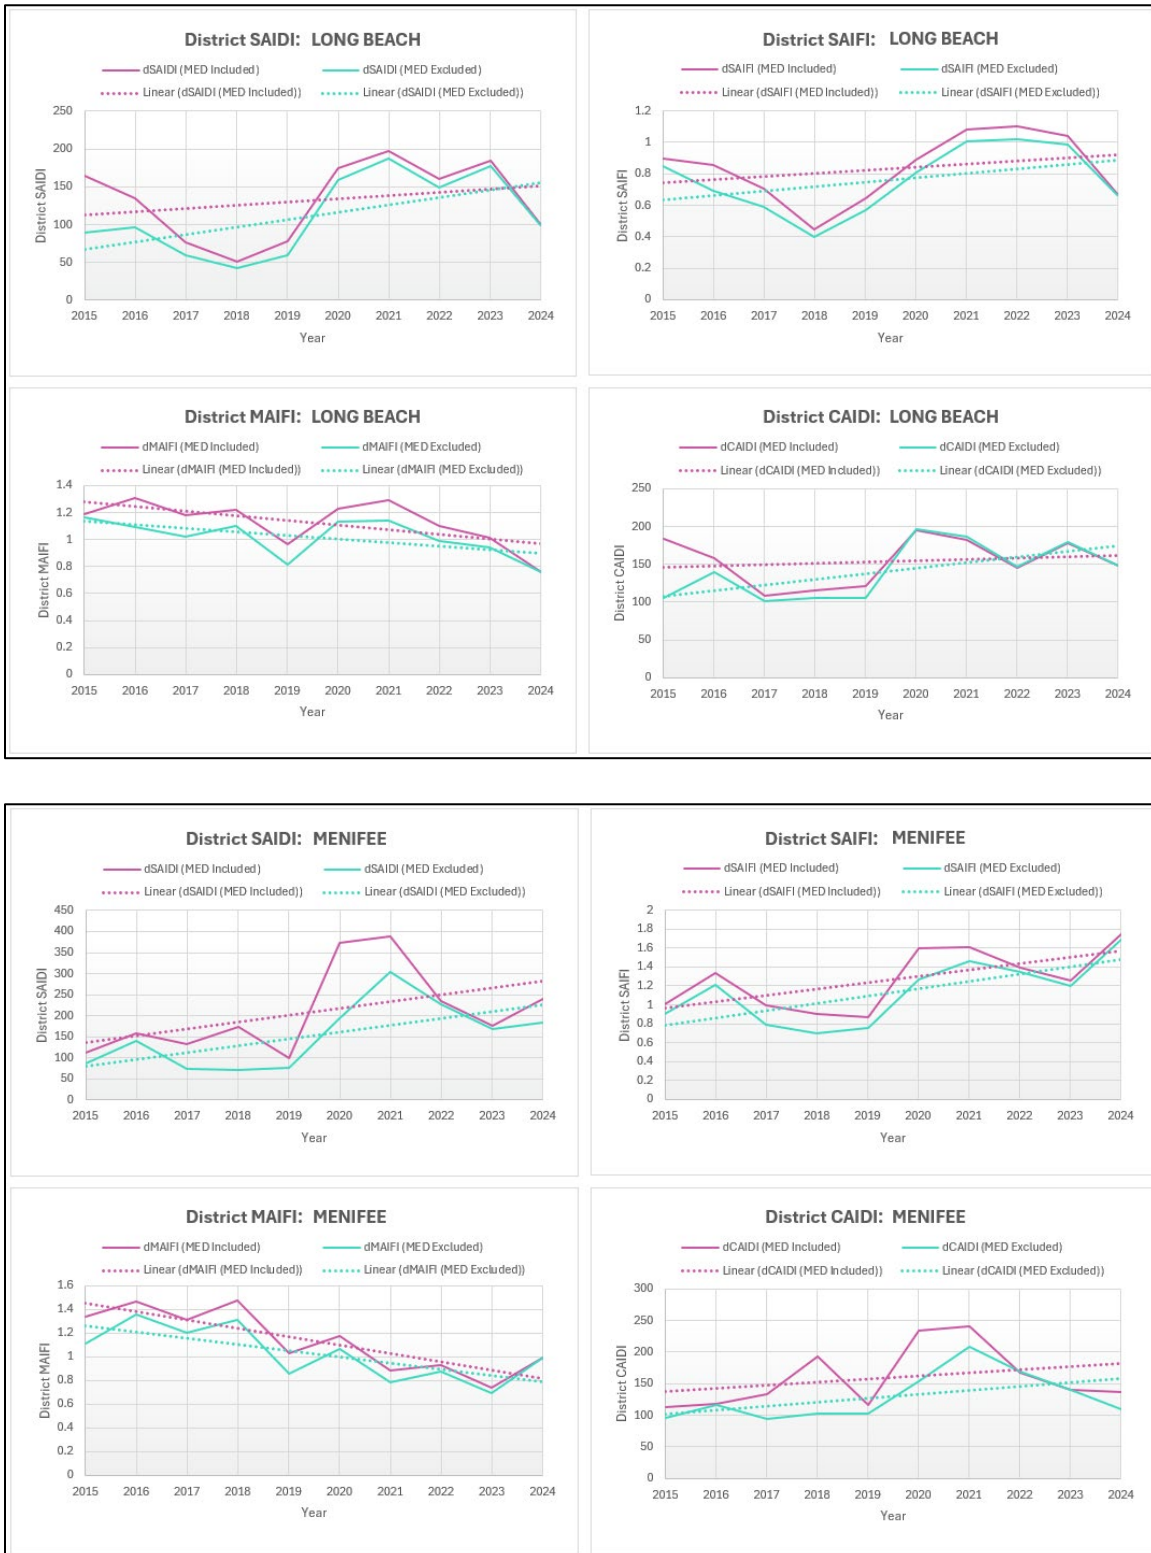 District SAIDI: LONG BEACH
dSAIDI (MED Included) dSAIDI (MED Excluded)
Linear (dSAIDI (MED Included)) Linear (dSAIDI (MED Excluded))
250
200
150
100
50
0
District SAIDI
2015 2016 2017 2018 2019 2020 2021 2022 2023 2024
Year
District SAIFI: LONG BEACH
dSAIFI (MED Included) dSAIFI (MED Excluded)
Linear (dSAIFI (MED Included)) Linear (dSAIFI (MED Excluded))
1.2
1
0.8
0.6
0.4
0.2
0
District SAIFI
2015 2016 2017 2018 2019 2020 2021 2022 2023 2024
Year
District MAIFI: LONG BEACH
dMAIFI (MED Included) dMAIFI (MED Excluded)
Linear (dMAIFI (MED Included)) Linear (dMAIFI (MED Excluded))
1.4
1.2
1
0.8
0.6
0.4
0.2
0
District MAIFI
2015 2016 2017 2018 2019 2020 2021 2022 2023 2024
Year
District CAIDI: LONG BEACH
dCAIDI (MED Included) dCAIDI (MED Excluded)
Linear (dCAIDI (MED Included)) Linear (dCAIDI (MED Excluded))
250
200
150
100
50
0
District CAIDI
2015 2016 2017 2018 2019 2020 2021 2022 2023 2024
Year
District SAIDI: MENIFEE
dSAIDI (MED Included) dSAIDI (MED Excluded)
Linear (dSAIDI (MED Included)) Linear (dSAIDI (MED Excluded))
450
400
350
300
250
200
150
100
50
0
District SAIDI
2015 2016 2017 2018 2019 2020 2021 2022 2023 2024
Year
District SAIFI: MENIFEE
dSAIFI (MED Included) dSAIFI (MED Excluded)
Linear (dSAIFI (MED Included)) Linear (dSAIFI (MED Excluded))
2
1.8
1.6
1.4
1.2
1
0.8
0.6
0.4
0.2
0
District SAIFI
2015 2016 2017 2018 2019 2020 2021 2022 2023 2024
Year
District MAIFI: MENIFEE
dMAIFI (MED Included) dMAIFI (MED Excluded)
Linear (dMAIFI (MED Included)) Linear (dMAIFI (MED Excluded))
1.6
1.4
1.2
1
0.8
0.6
0.4
0.2
0
District MAIFI
2015 2016 2017 2018 2019 2020 2021 2022 2023 2024
Year
District CAIDI: MENIFEE
dCAIDI (MED Included) dCAIDI (MED Excluded)
Linear (dCAIDI (MED Included)) Linear (dCAIDI (MED Excluded))
300
250
200
150
100
50
0
District CAIDI
2015 2016 2017 2018 2019 2020 2021 2022 2023 2024
Year